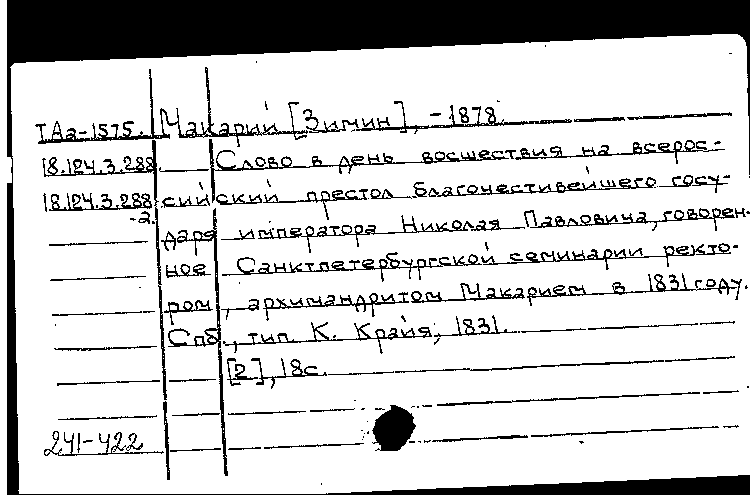 ТАа-1575. Макарий [Зимин], -1878.
18.124.3.288. Слово в день восшествия на всерос-
18.124.3.288 сийский престол благочестивейшего госу-
-2. даря императора Николая Павловича, говорен-
ное Санктпетербургской семинарии ректо-
ром, архимандритом Макарием в 1831 году.
Спб., тип. К. Крайя, 1831.
[2], 18с.
241-422